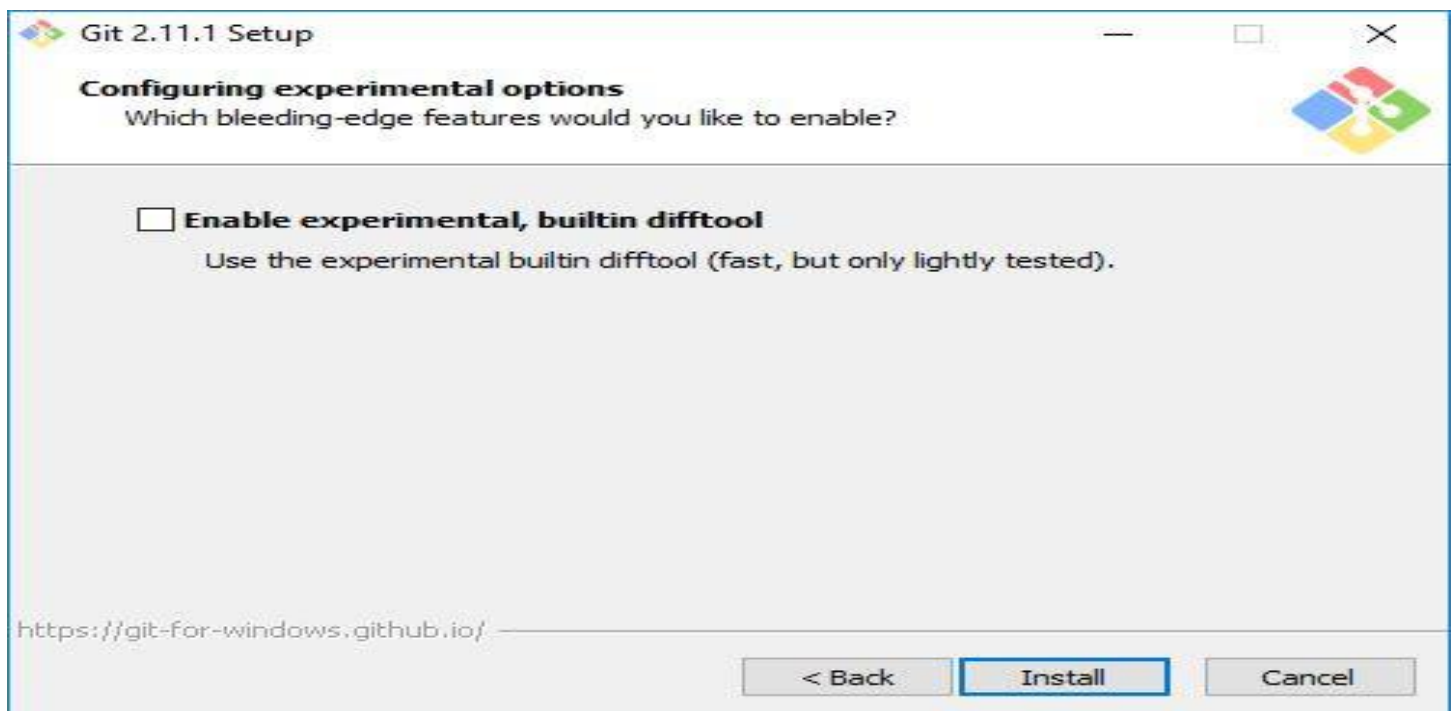 Git 2.11.1 Setup
Configuring experimental options
Which bleeding-edge features would you like to enable?
Enable experimental, builtin difftool
Use the experimental builtin difftool (fast, but only lightly tested).
https://git-for-windows.github.io/
< Back
Install
Cancel